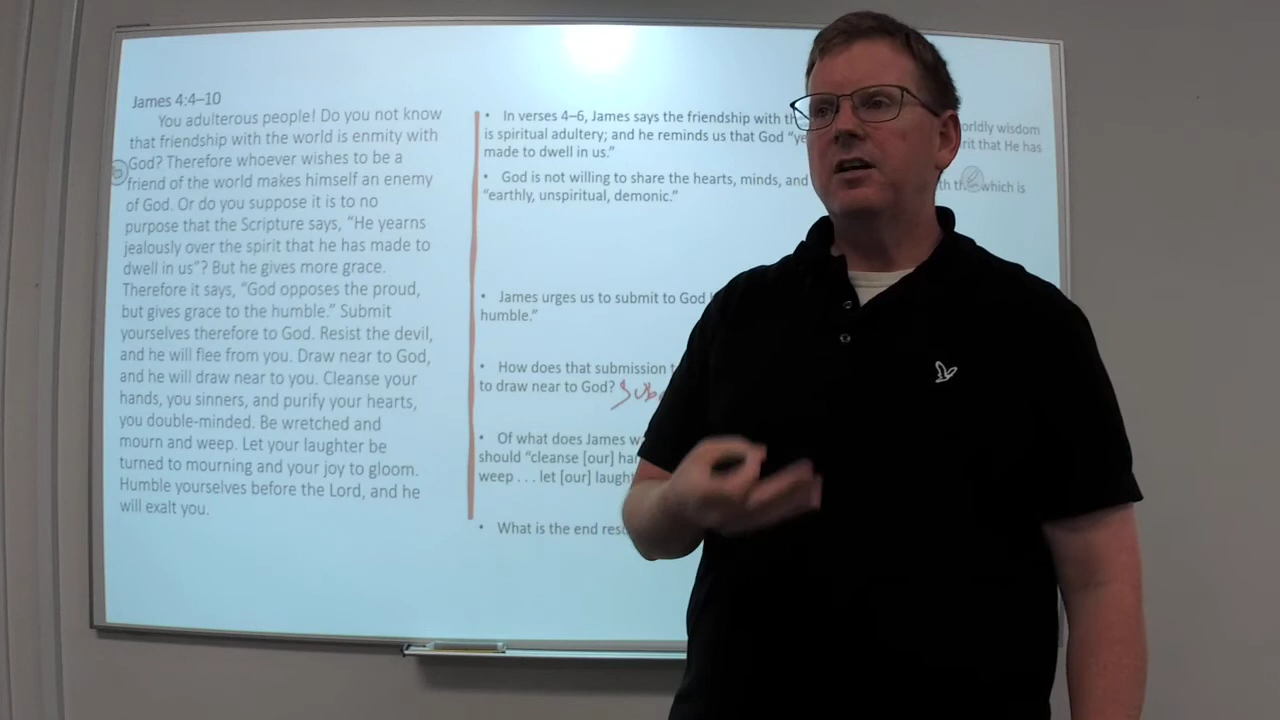 James 4:4–10
You adulterous people! Do you not know
that friendship with the world is enmity with
God? Therefore whoever wishes to be a
friend of the world makes himself an enemy
of God. Or do you suppose it is to no
purpose that the Scripture says, “He yearns
jealously over the spirit that he has made to
dwell in us”? But he gives more grace.
Therefore it says, “God opposes the proud,
but gives grace to the humble.” Submit
yourselves therefore to God. Resist the devil,
and he will flee from you. Draw near to God,
and he will draw near to you. Cleanse your
hands, you sinners, and purify your hearts,
you double-minded. Be wretched and
mourn and weep. Let your laughter be
turned to mourning and your joy to gloom.
Humble yourselves before the Lord, and he
will exalt you.
• In verses 4–6, James says the friendship with worldly wisdom
is spiritual adultery; and he reminds us that God that He has
made to dwell in us.”
• God is not willing to share the hearts, minds, and which is
“earthly, unspiritual, demonic.”
• James urges us to submit to God
humble.”
• How does that submission
to draw near to God?
• Of what does James
should “cleanse [our]
weep . . . let [our]
• What is the end